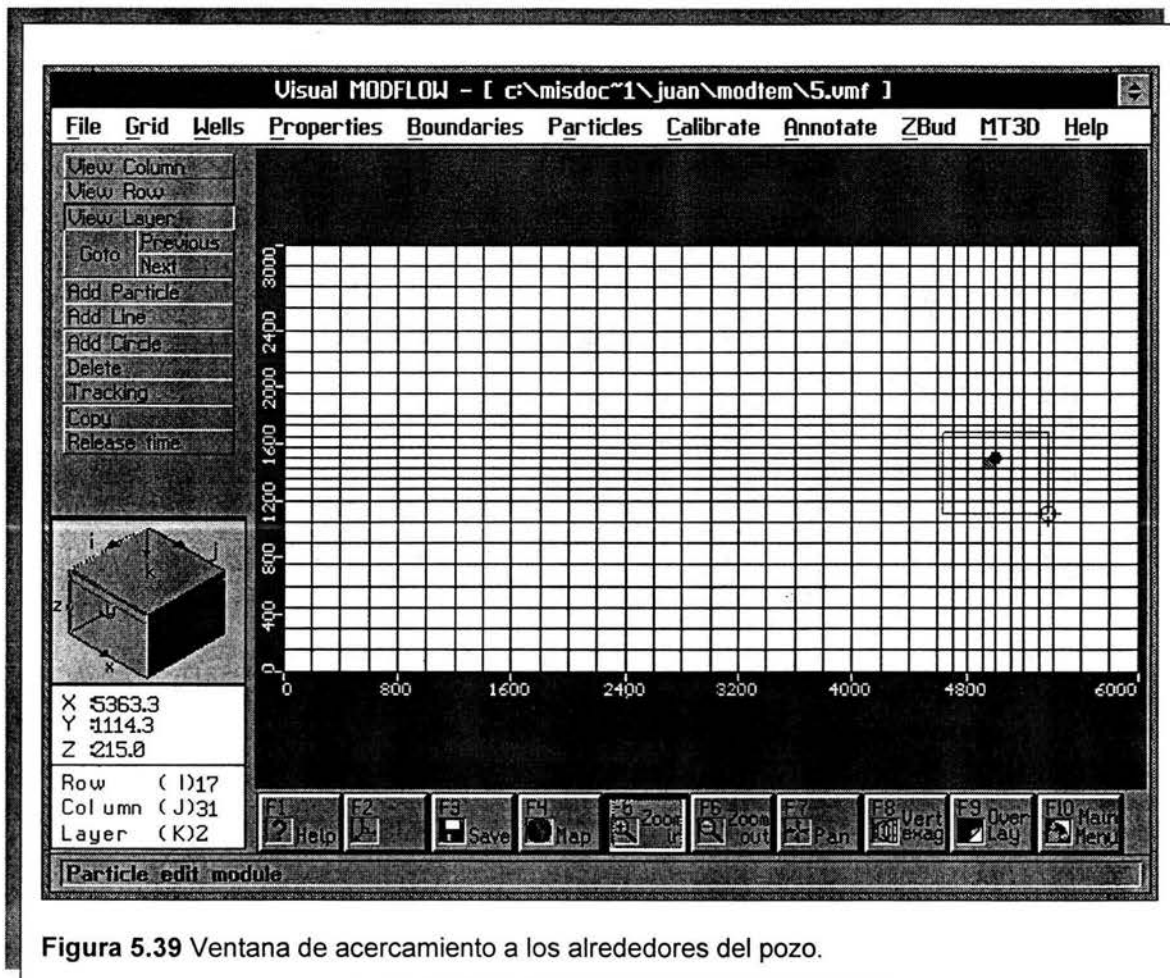 Visual MODFLOW - [ c:\misdoc~1\juan\modtem\5.vmf ]
File Grid Wells Properties Boundaries Particles Calibrate Annotate ZBud MT3D Help
View Column
View Row
View Layer
Goto
Previous
Next
Add Particle
Add Line
Add Circle
Delete
Tracking
Copy
Release time
3000
2400
2000
1600
1200
800
400
0
0 800 1600 2400 3200 4000 4800 6000
i
j
k
z
y
x
X :5363.3
Y :1114.3
Z :215.0
Row (I)17
Column (J)31
Layer (K)2
F1 Help
F2
F3 Save
F4 Map
Zoom in
F6 Zoom out
F7 Pan
F8 Vert exag
F9 Over Lay
F10 Main Menu
Particle edit module
Figura 5.39 Ventana de acercamiento a los alrededores del pozo.